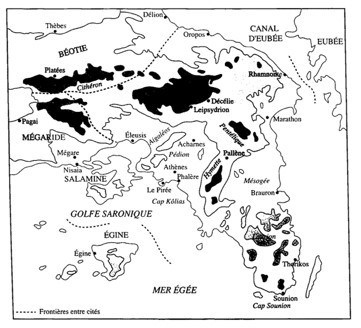 Délion
Thèbes
Oropos
CANAL
D'EUBÉE
EUBÉE
BÉOTIE
Platées
Cithéron
Rhamnonte
Décélie
Leipsydrion
Pagai
Marathon
MÉGARIDE
Éleusis
Aigaleos
Acharnes
Pentélique
Pédion
Pallène
Mégare
Athènes
Hymette
Mésogée
Nisaia
SALAMINE
Phalère
Le Pirée
Brauron
Cap Kôlias
GOLFE SARONIQUE
ÉGINE
Égine
Thorikos
MER ÉGÉE
Sounion
Cap Sounion
Frontières entre cités